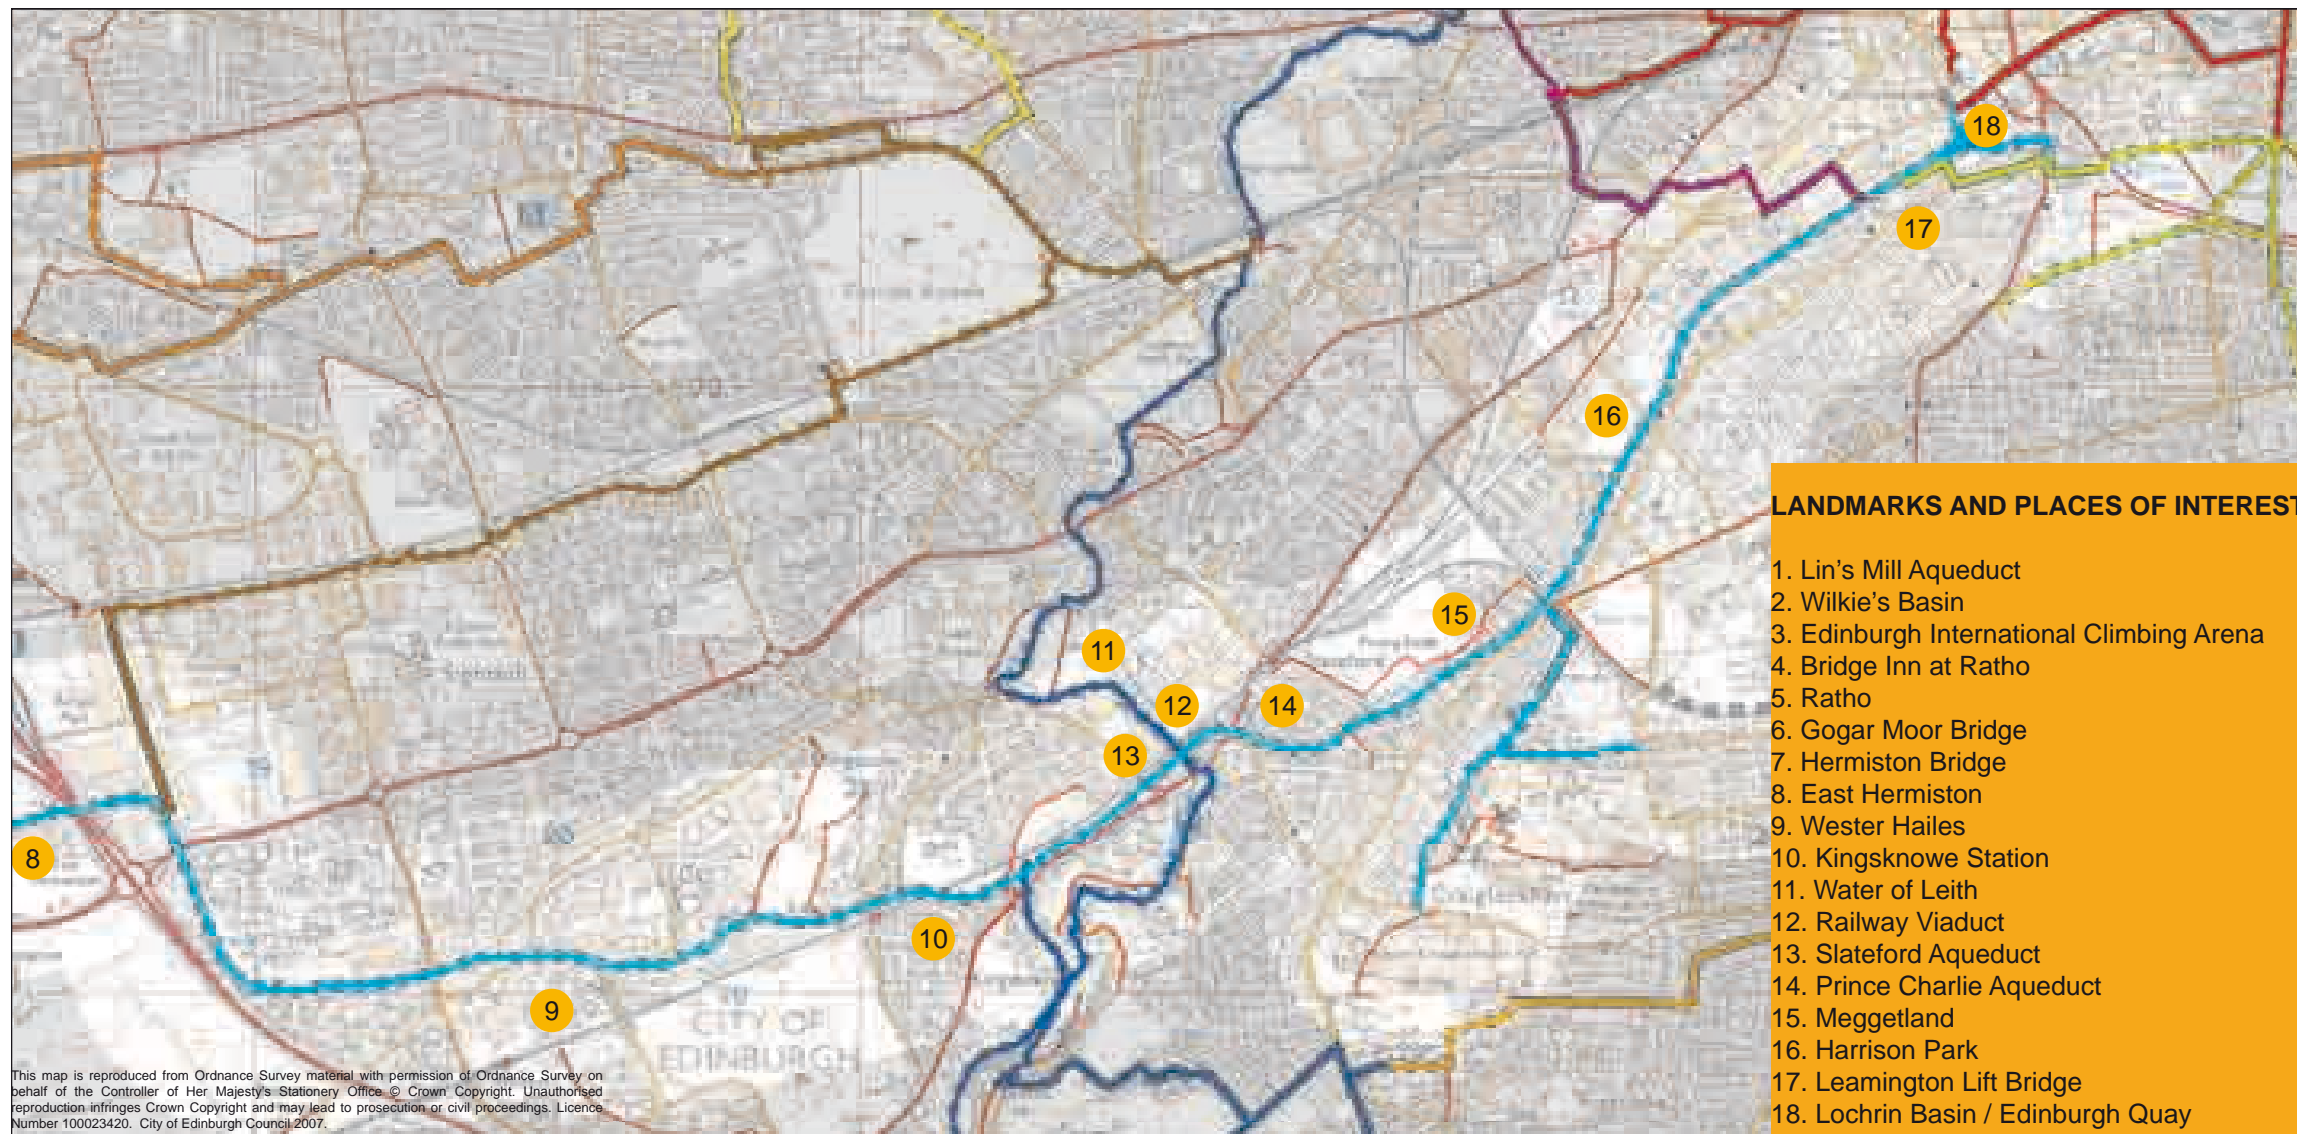 18
17
16
15
11
12
14
13
8
10
9
CITY OF
EDINBURGH
LANDMARKS AND PLACES OF INTEREST
1. Lin's Mill Aqueduct
2. Wilkie's Basin
3. Edinburgh International Climbing Arena
4. Bridge Inn at Ratho
5. Ratho
6. Gogar Moor Bridge
7. Hermiston Bridge
8. East Hermiston
9. Wester Hailes
10. Kingsknowe Station
11. Water of Leith
12. Railway Viaduct
13. Slateford Aqueduct
14. Prince Charlie Aqueduct
15. Meggetland
16. Harrison Park
17. Leamington Lift Bridge
18. Lochrin Basin / Edinburgh Quay
This map is reproduced from Ordnance Survey material with permission of Ordnance Survey on
behalf of the Controller of Her Majesty's Stationery Office © Crown Copyright. Unauthorised
reproduction infringes Crown Copyright and may lead to prosecution or civil proceedings. Licence
Number 100023420. City of Edinburgh Council 2007.